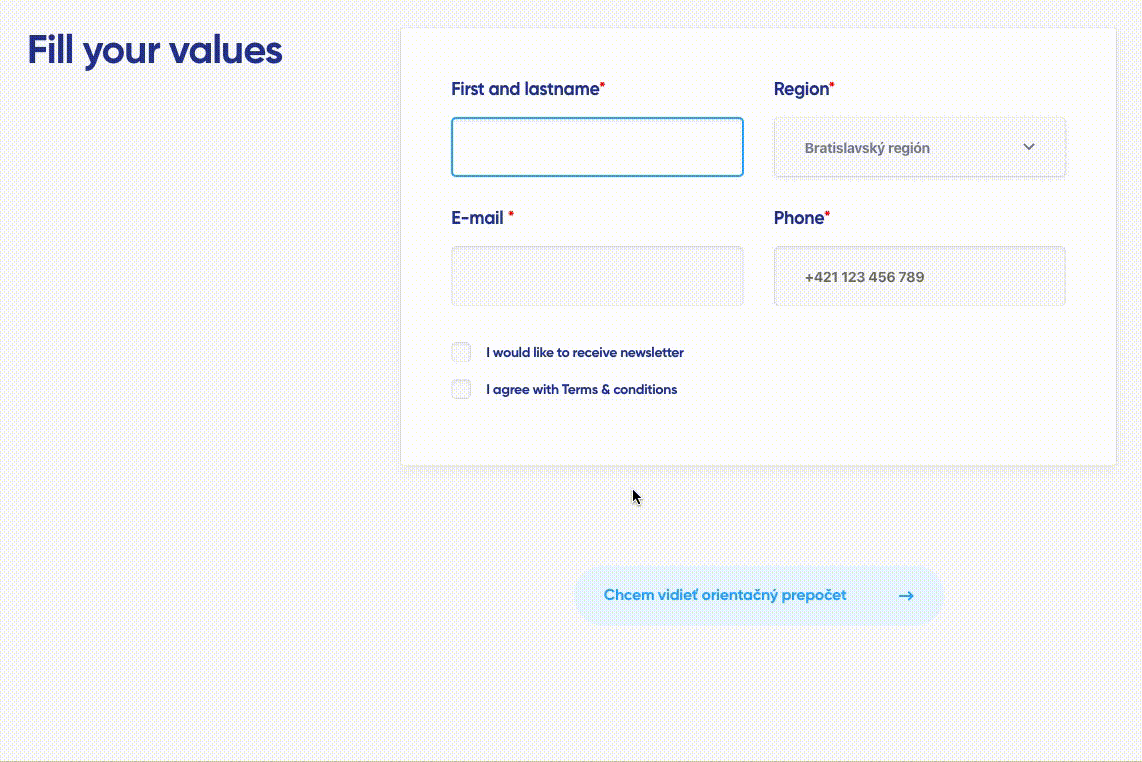 Fill your values
First and lastname*
Region*
Bratislavský región
E-mail *
Phone*
+421 123 456 789
I would like to receive newsletter
I agree with Terms & conditions
Chcem vidieť orientačný prepočet →